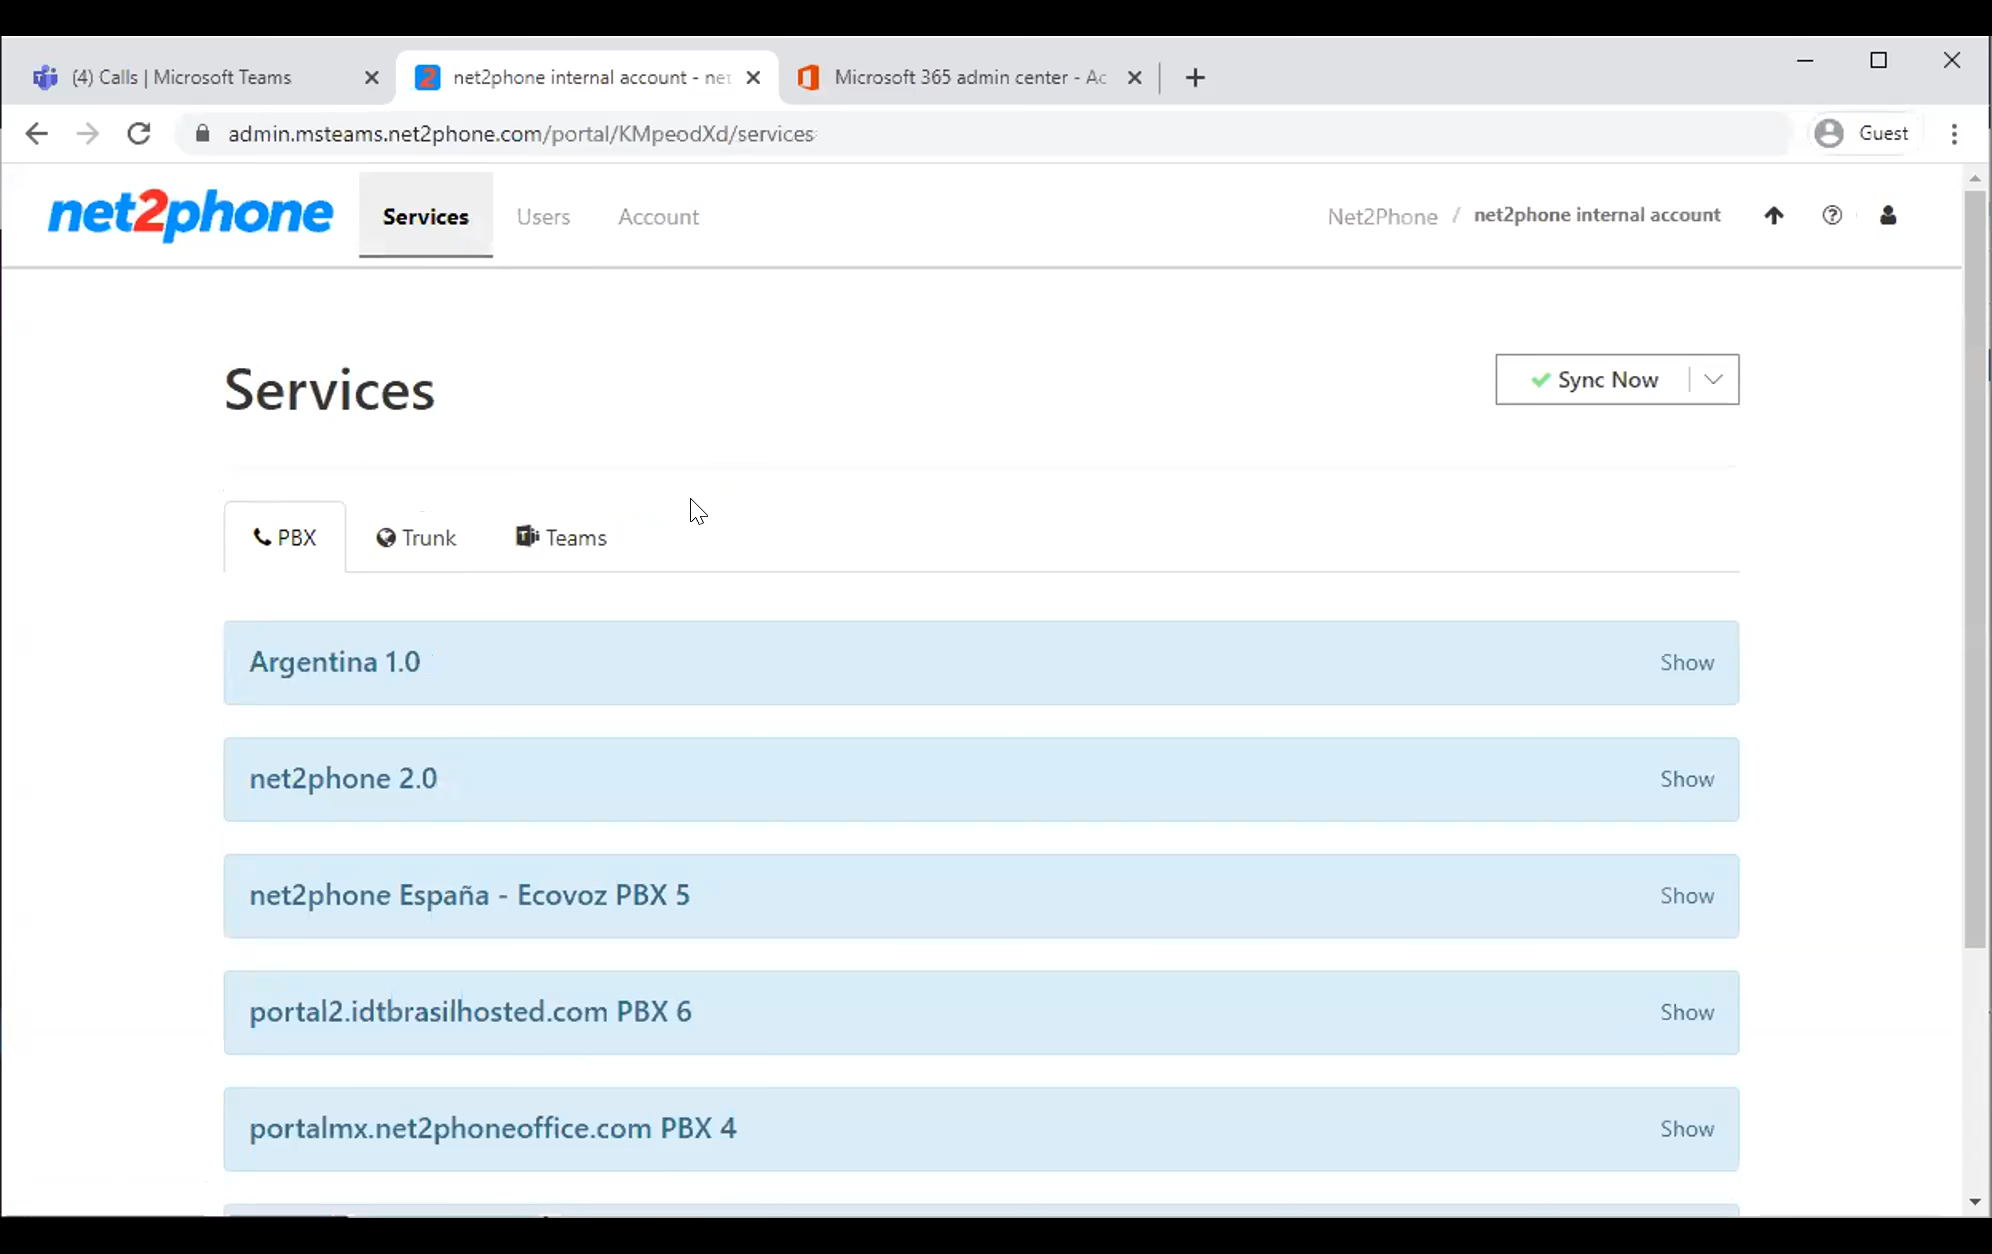 (4) Calls | Microsoft Teams
net2phone internal account - net
Microsoft 365 admin center - Ac
admin.msteams.net2phone.com/portal/KMpeodXd/services
Guest
net2phone
Services
Users
Account
Net2Phone / net2phone internal account
Services
Sync Now
PBX
Trunk
Teams
Argentina 1.0
Show
net2phone 2.0
Show
net2phone España - Ecovoz PBX 5
Show
portal2.idtbrasilhosted.com PBX 6
Show
portalmx.net2phoneoffice.com PBX 4
Show